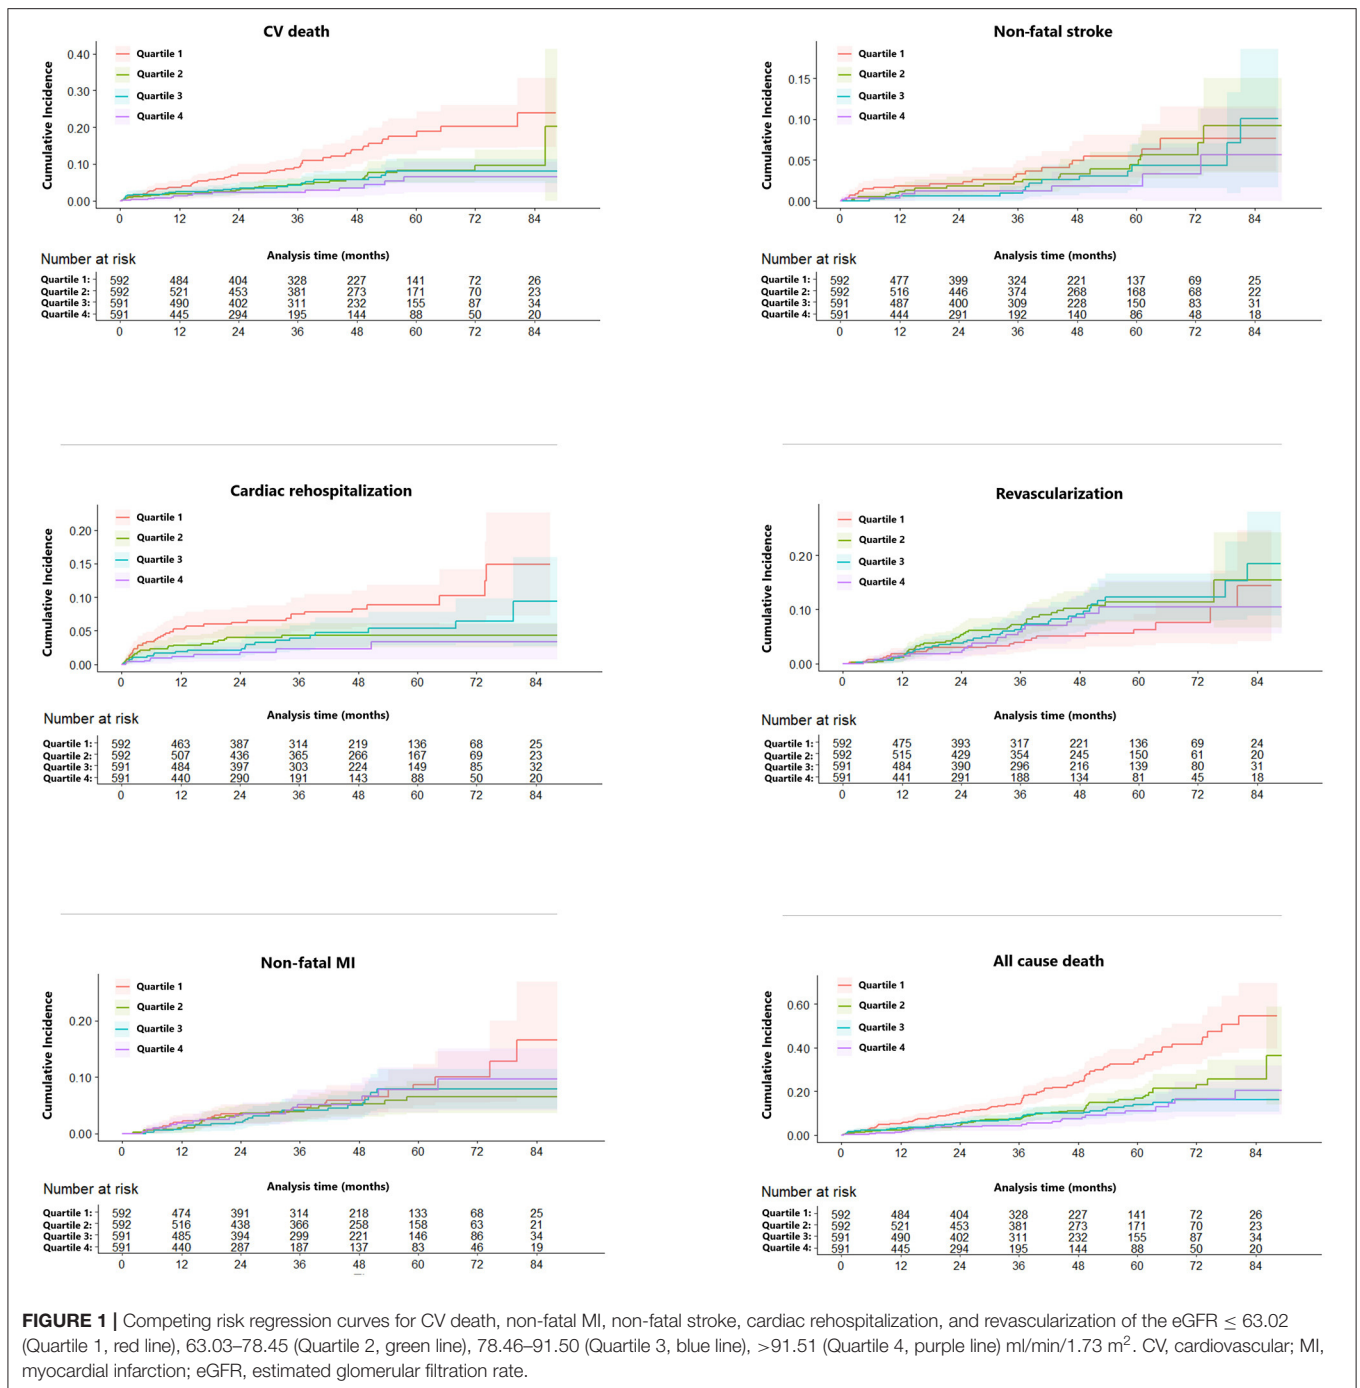 CV death
Cumulative Incidence
0.40
0.30
0.20
0.10
0.00
Quartile 1
Quartile 2
Quartile 3
Quartile 4
0 12 24 36 48 60 72 84
Number at risk
Analysis time (months)
Quartile 1: 592 484 404 328 227 141 72 26
Quartile 2: 592 521 453 381 273 171 70 23
Quartile 3: 591 490 402 311 232 155 87 34
Quartile 4: 591 445 294 195 144 88 50 20
0 12 24 36 48 60 72 84
Non-fatal stroke
Cumulative Incidence
0.15
0.10
0.05
0.00
Quartile 1
Quartile 2
Quartile 3
Quartile 4
0 12 24 36 48 60 72 84
Number at risk
Analysis time (months)
Quartile 1: 592 477 399 324 221 137 69 25
Quartile 2: 592 516 446 374 268 168 68 22
Quartile 3: 591 487 400 309 228 150 83 31
Quartile 4: 591 444 291 192 140 86 48 18
0 12 24 36 48 60 72 84
Cardiac rehospitalization
Cumulative Incidence
0.20
0.15
0.10
0.05
0.00
Quartile 1
Quartile 2
Quartile 3
Quartile 4
0 12 24 36 48 60 72 84
Number at risk
Analysis time (months)
Quartile 1: 592 463 387 314 219 136 68 25
Quartile 2: 592 507 436 365 266 167 69 23
Quartile 3: 591 484 397 303 224 149 85 32
Quartile 4: 591 440 290 191 143 88 50 20
0 12 24 36 48 60 72 84
Revascularization
Cumulative Incidence
0.20
0.10
0.00
Quartile 1
Quartile 2
Quartile 3
Quartile 4
0 12 24 36 48 60 72 84
Number at risk
Analysis time (months)
Quartile 1: 592 475 393 317 221 136 69 24
Quartile 2: 592 515 429 354 245 150 61 20
Quartile 3: 591 484 390 296 216 139 80 31
Quartile 4: 591 441 291 188 134 81 45 18
0 12 24 36 48 60 72 84
Non-fatal MI
Cumulative Incidence
0.20
0.10
0.00
Quartile 1
Quartile 2
Quartile 3
Quartile 4
0 12 24 36 48 60 72 84
Number at risk
Analysis time (months)
Quartile 1: 592 474 391 314 218 133 68 25
Quartile 2: 592 516 438 366 258 158 63 21
Quartile 3: 591 485 394 299 221 146 86 34
Quartile 4: 591 440 287 187 137 83 46 19
0 12 24 36 48 60 72 84
All cause death
Cumulative Incidence
0.60
0.40
0.20
0.00
Quartile 1
Quartile 2
Quartile 3
Quartile 4
0 12 24 36 48 60 72 84
Number at risk
Analysis time (months)
Quartile 1: 592 484 404 328 227 141 72 26
Quartile 2: 592 521 453 381 273 171 70 23
Quartile 3: 591 490 402 311 232 155 87 34
Quartile 4: 591 445 294 195 144 88 50 20
0 12 24 36 48 60 72 84
FIGURE 1 | Competing risk regression curves for CV death, non-fatal MI, non-fatal stroke, cardiac rehospitalization, and revascularization of the eGFR ≤ 63.02
(Quartile 1, red line), 63.03–78.45 (Quartile 2, green line), 78.46–91.50 (Quartile 3, blue line), >91.51 (Quartile 4, purple line) ml/min/1.73 m². CV, cardiovascular; MI,
myocardial infarction; eGFR, estimated glomerular filtration rate.